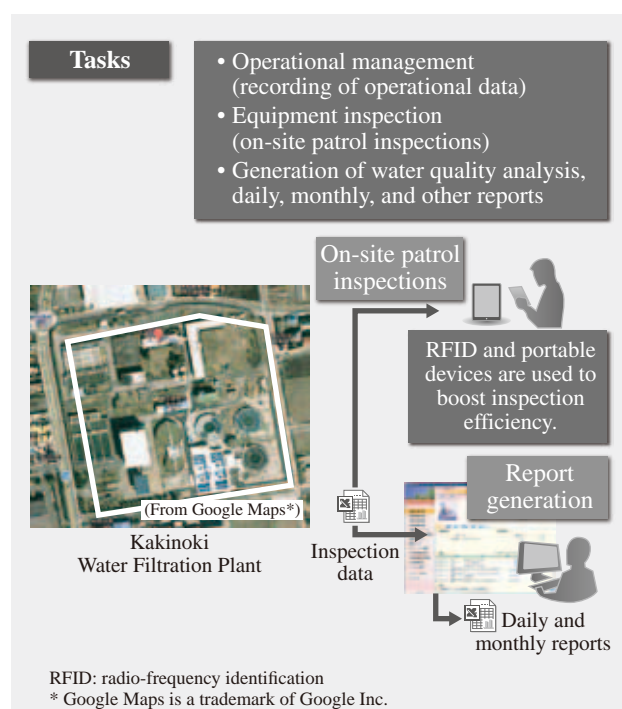 Tasks
• Operational management
(recording of operational data)
• Equipment inspection
(on-site patrol inspections)
• Generation of water quality analysis,
daily, monthly, and other reports
On-site patrol
inspections
RFID and portable
devices are used to
boost inspection
efficiency.
(From Google Maps*)
Kakinoki
Water Filtration Plant
Inspection
data
Report
generation
Daily and
monthly reports
RFID: radio-frequency identification
* Google Maps is a trademark of Google Inc.